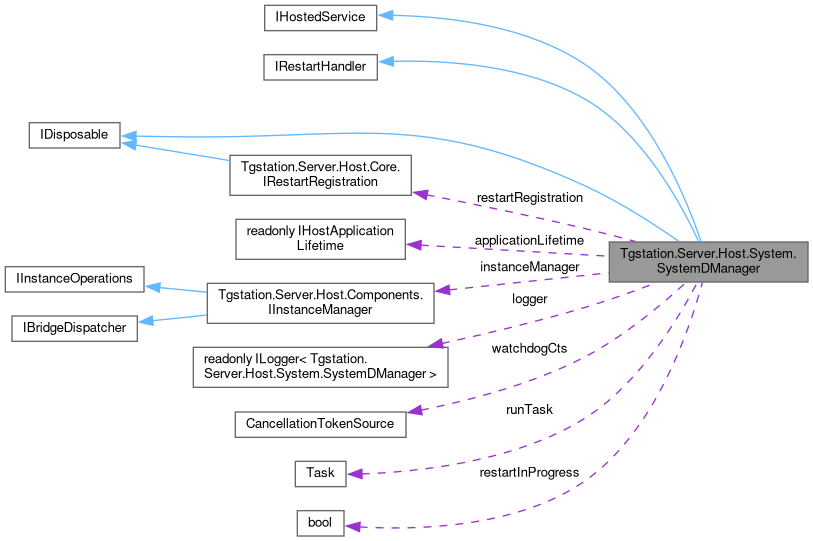 IHostedService
IRestartHandler
IDisposable
Tgstation.Server.Host.Core.
IRestartRegistration
restartRegistration
readonly IHostApplication
Lifetime
applicationLifetime
Tgstation.Server.Host.System.
SystemDManager
IInstanceOperations
instanceManager
Tgstation.Server.Host.Components.
IInstanceManager
logger
IBridgeDispatcher
watchdogCts
readonly ILogger< Tgstation.
Server.Host.System.SystemDManager >
CancellationTokenSource
runTask
Task
restartInProgress
bool